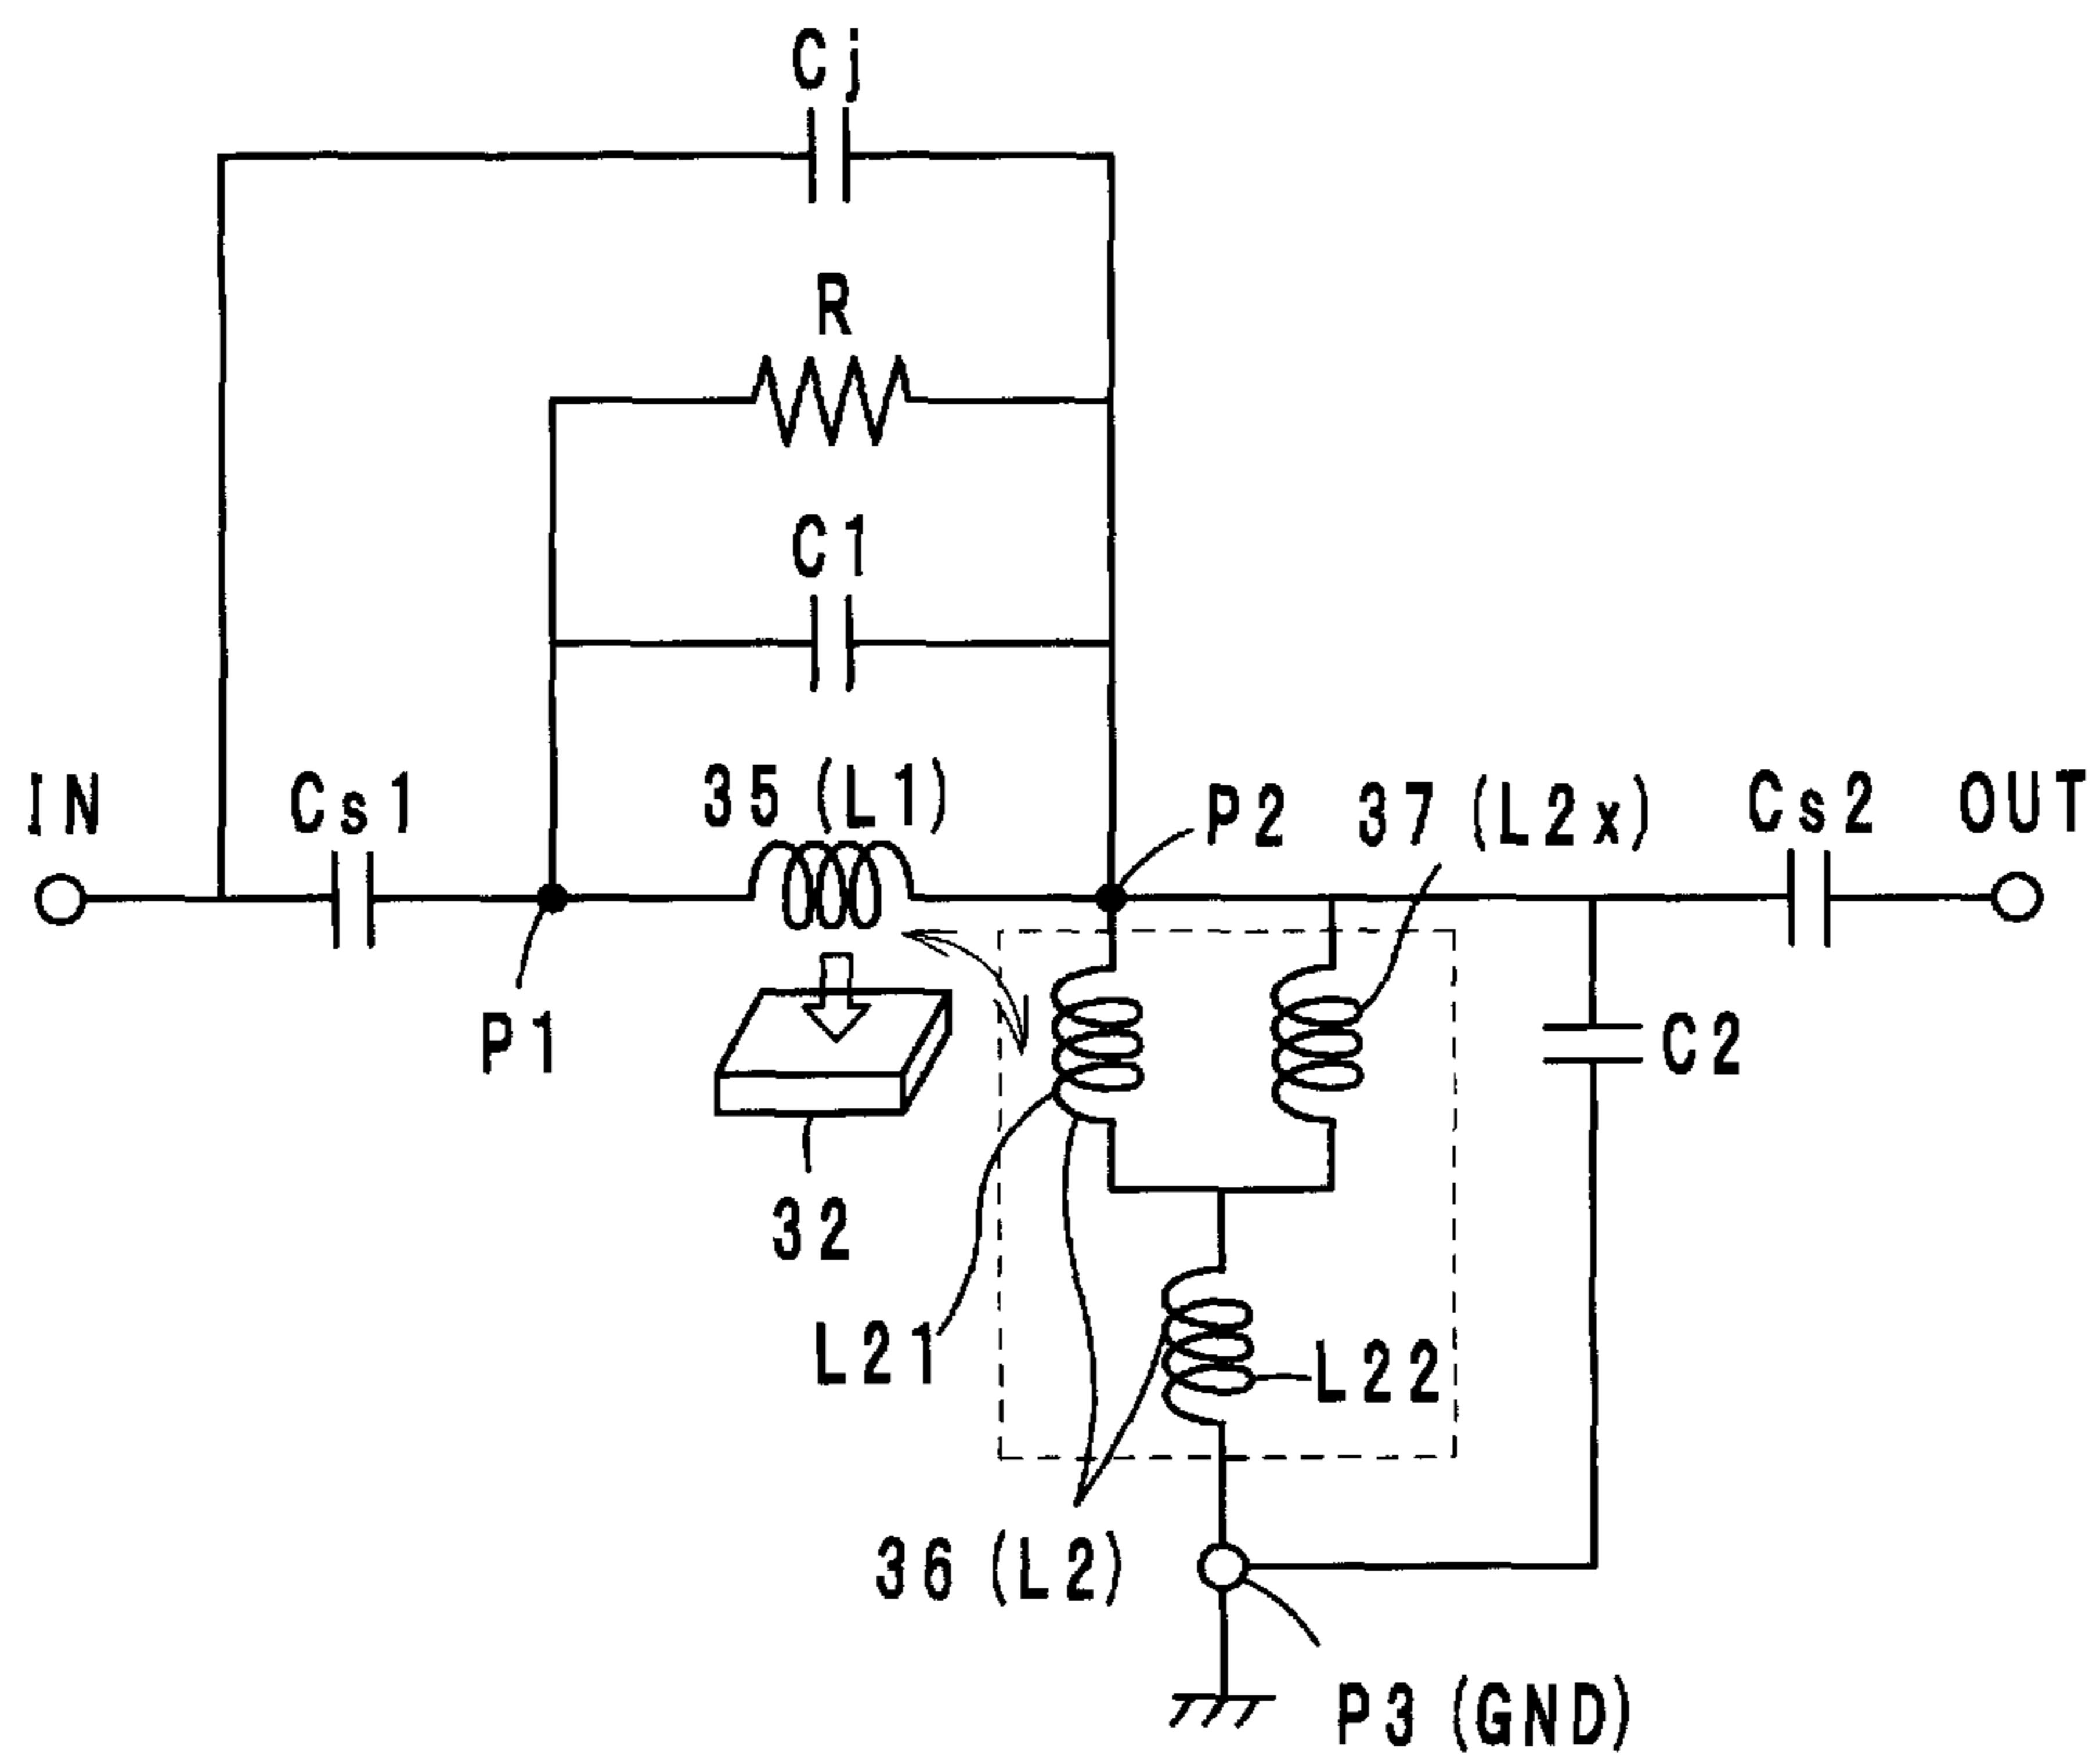 Cj
R
C1
IN
Cs1
35(L1)
P2
37(L2x)
Cs2
OUT
P1
C2
32
L21
L22
36(L2)
P3(GND)